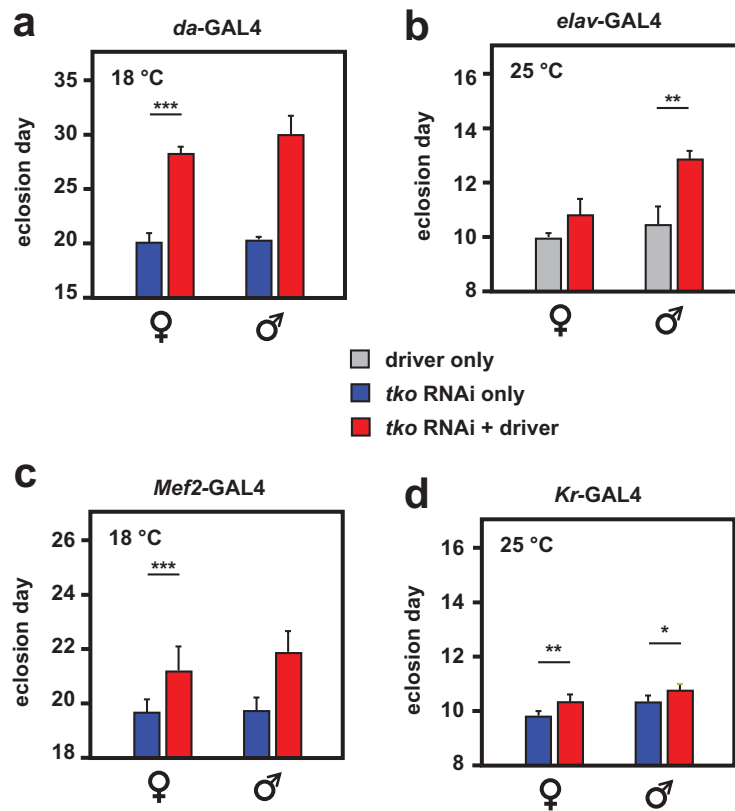 a
da-GAL4
18 °C
***
eclosion day
35
30
25
20
15
♀ ♂
b
elav-GAL4
25 °C
**
eclosion day
16
14
12
10
8
♀ ♂
driver only
tko RNAi only
tko RNAi + driver
c
Mef2-GAL4
18 °C
***
eclosion day
26
24
22
20
18
♀ ♂
d
Kr-GAL4
25 °C
** *
eclosion day
16
14
12
10
8
♀ ♂